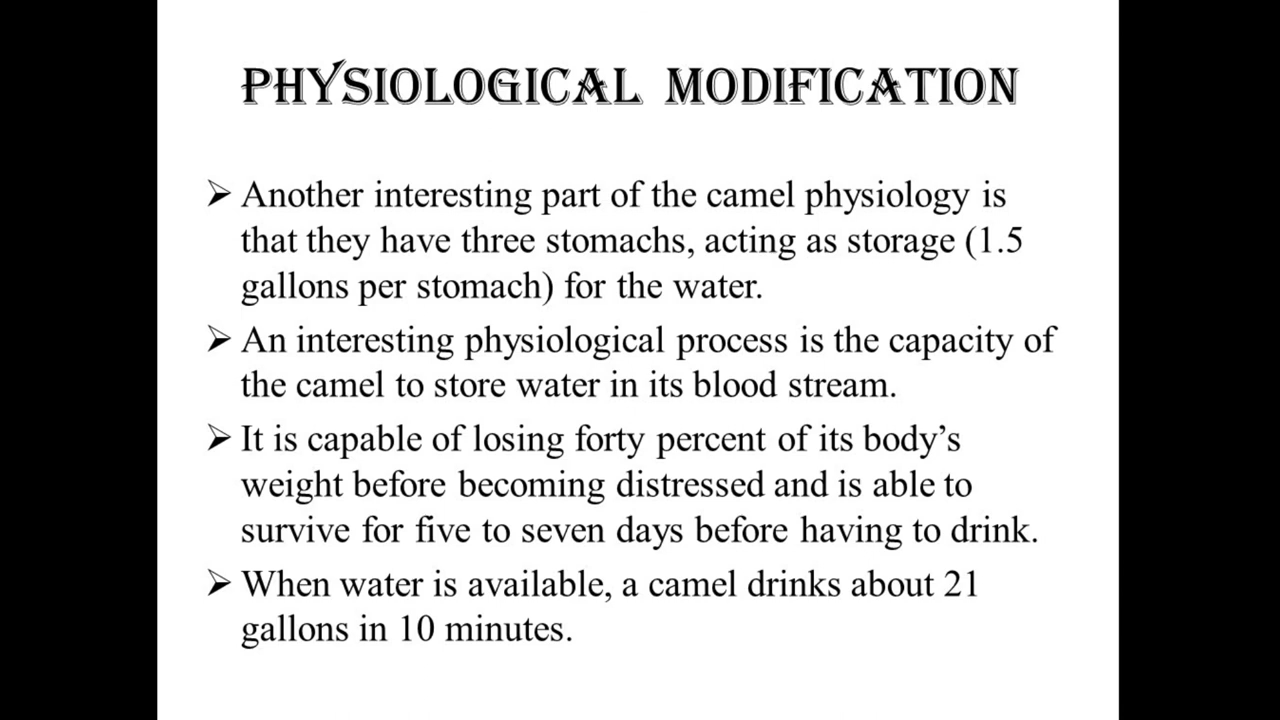 PHYSIOLOGICAL MODIFICATION
➢ Another interesting part of the camel physiology is
that they have three stomachs, acting as storage (1.5
gallons per stomach) for the water.
➢ An interesting physiological process is the capacity of
the camel to store water in its blood stream.
➢ It is capable of losing forty percent of its body’s
weight before becoming distressed and is able to
survive for five to seven days before having to drink.
➢ When water is available, a camel drinks about 21
gallons in 10 minutes.